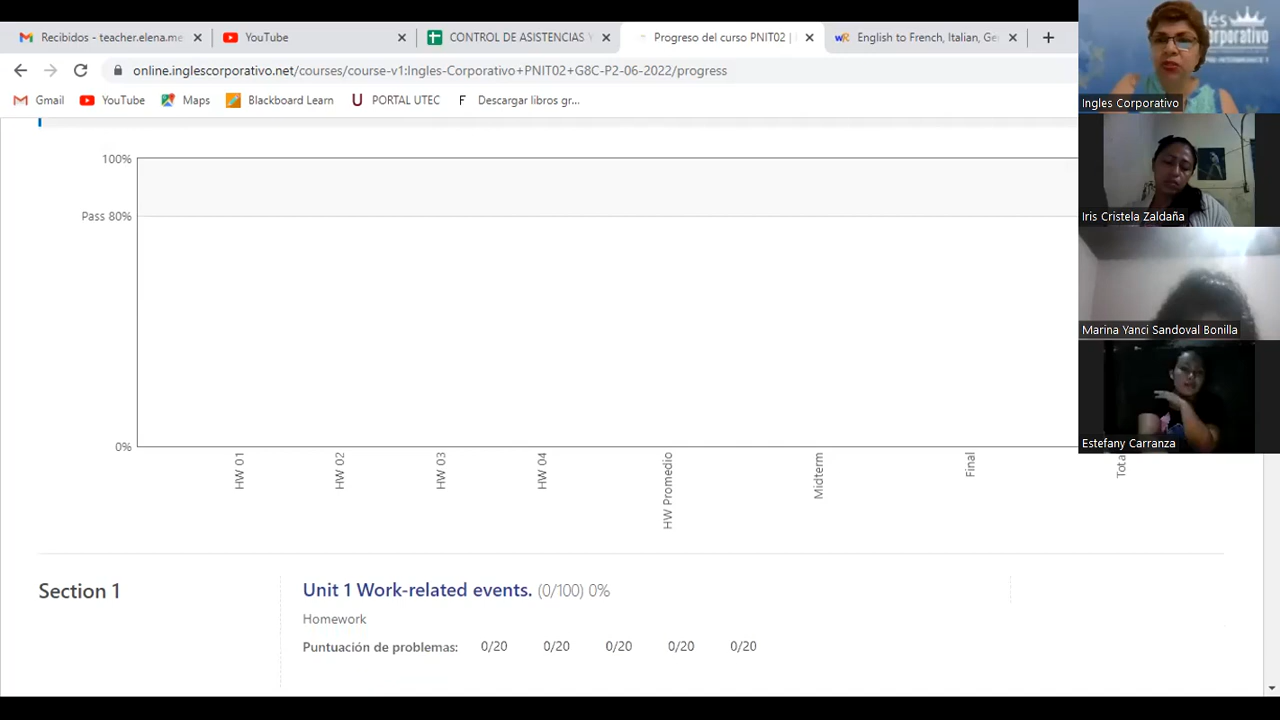 Recibidos - teacher.elena.me
YouTube
CONTROL DE ASISTENCIAS Y
Progreso del curso PNIT02 |
English to French, Italian, Ge
online.inglescorporativo.net/courses/course-v1:Ingles-Corporativo+PNIT02+G8C-P2-06-2022/progress
Gmail
YouTube
Maps
Blackboard Learn
U PORTAL UTEC
F Descargar libros gr...
100%
Pass 80%
0%
HW 01
HW 02
HW 03
HW 04
HW Promedio
Midterm
Final
Tota
Section 1
Unit 1 Work-related events. (0/100) 0%
Homework
Puntuación de problemas: 0/20 0/20 0/20 0/20 0/20
Ingles Corporativo
Iris Cristela Zaldaña
Marina Yanci Sandoval Bonilla
Estefany Carranza